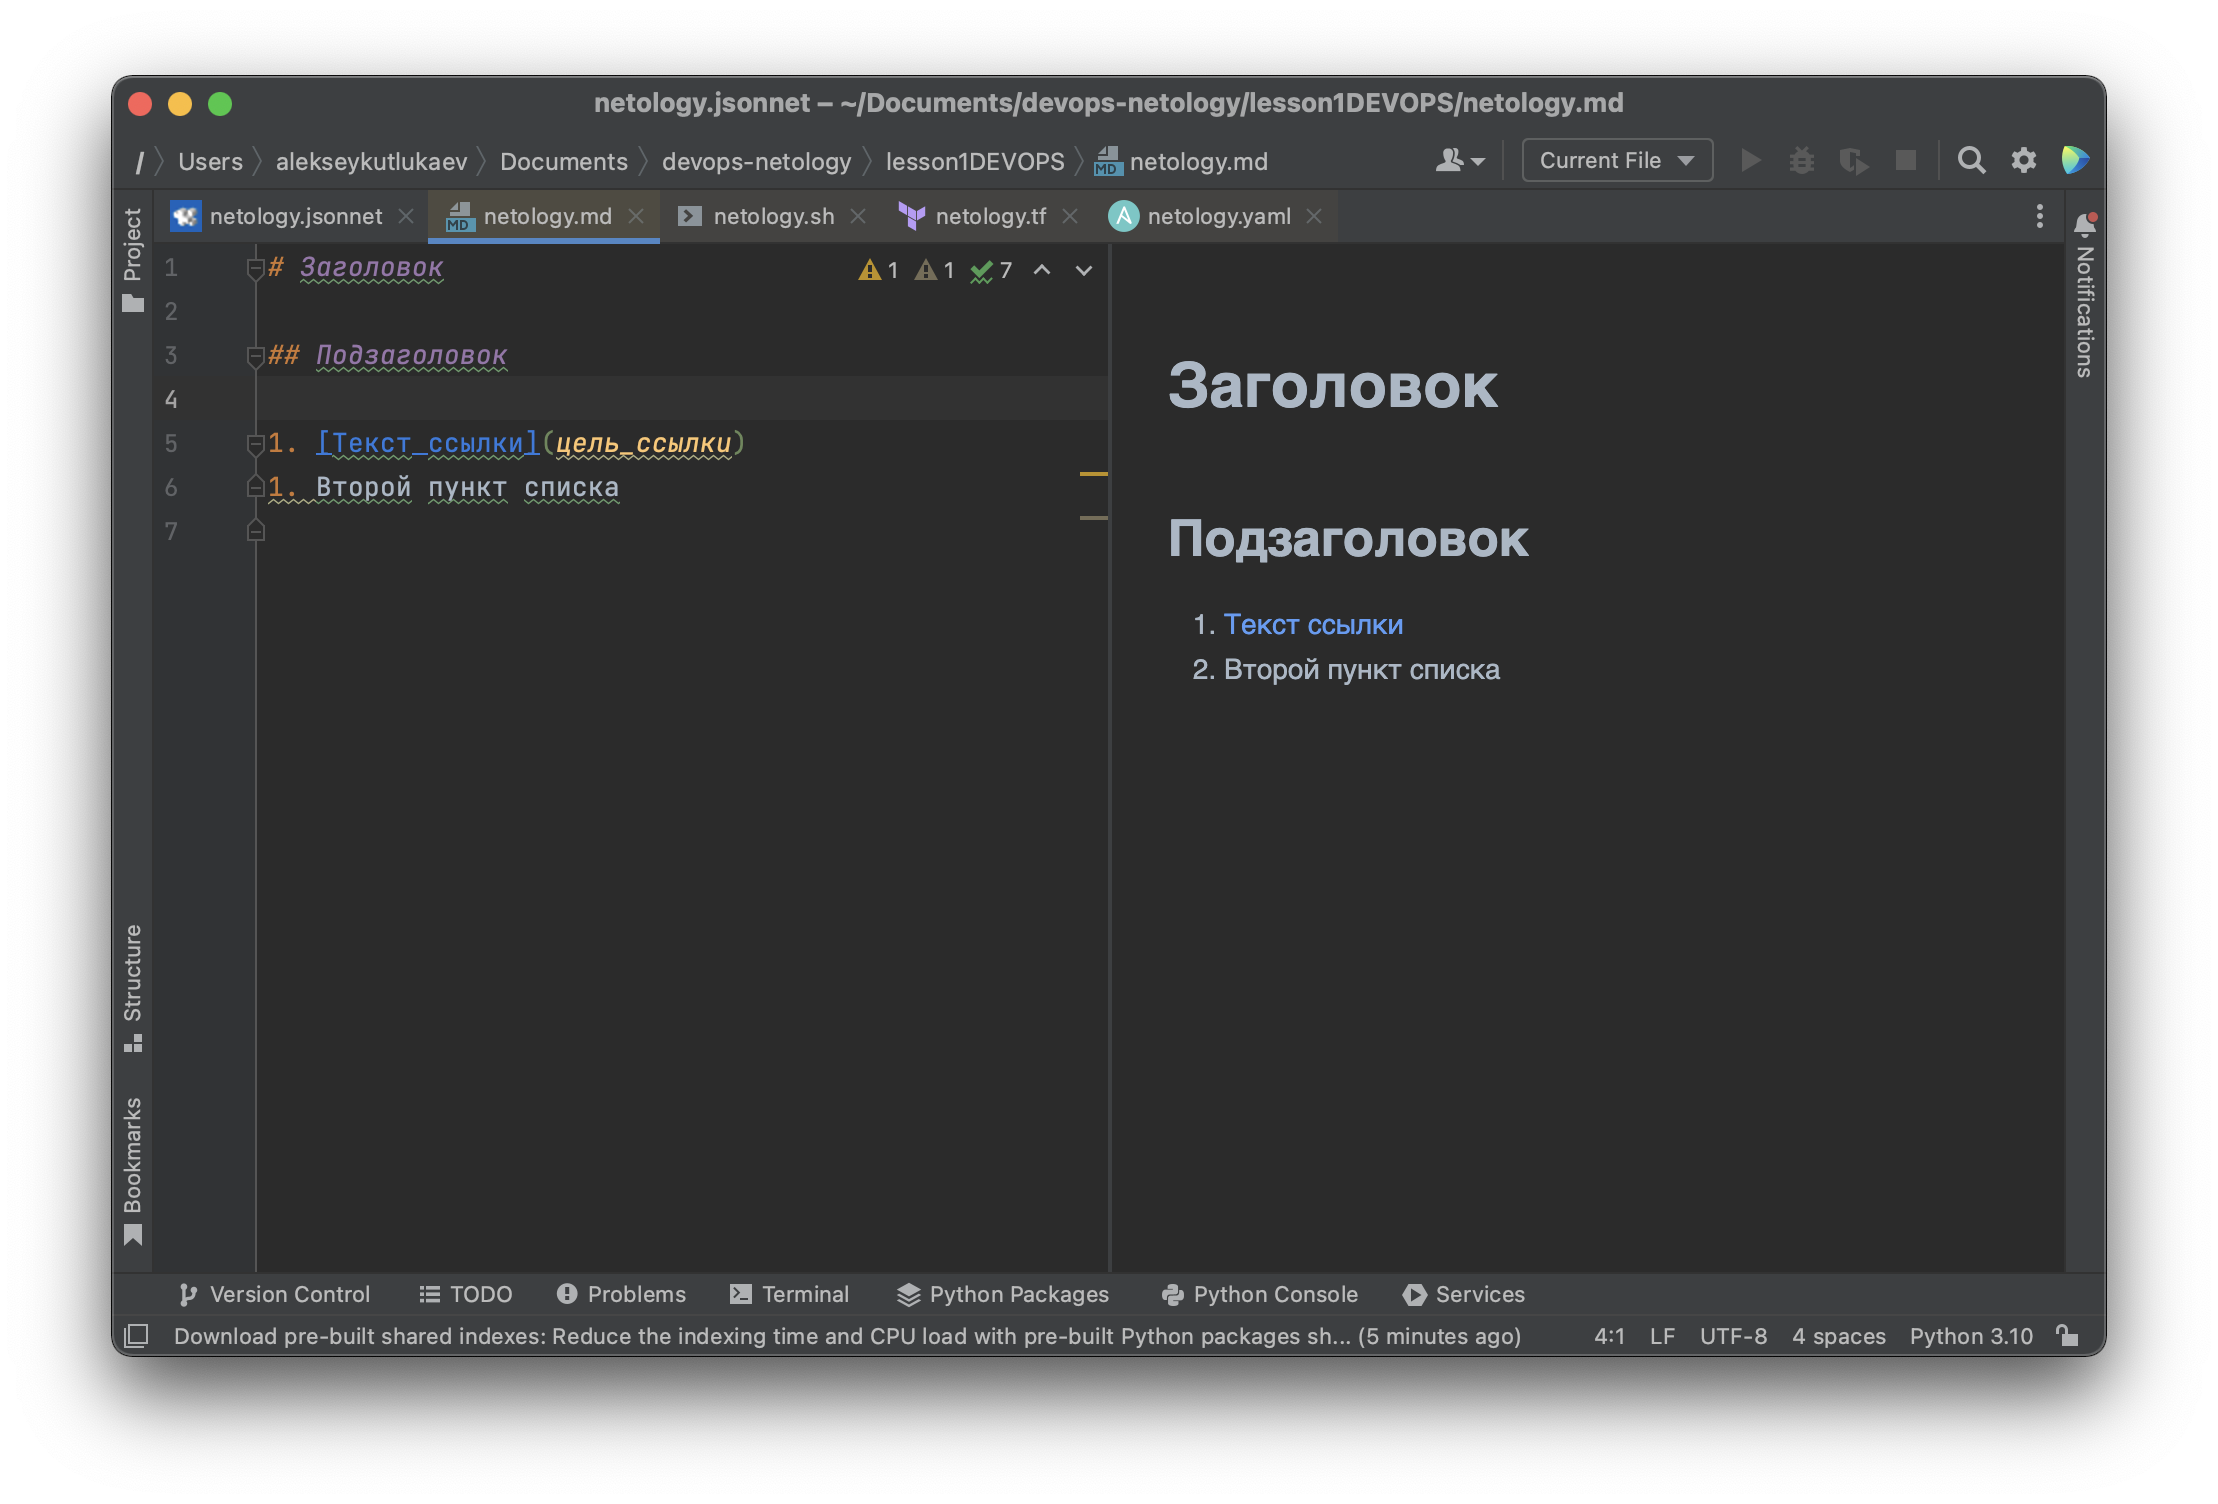 netology.jsonnet – ~/Documents/devops-netology/lesson1DEVOPS/netology.md
/ Users alekseykutlukaev Documents devops-netology lesson1DEVOPS MD netology.md Current File
netology.jsonnet MD netology.md netology.sh netology.tf A netology.yaml
Project
Structure
Bookmarks
1 # Заголовок 1 1 7
2
3 ## Подзаголовок
4
5 1. [Текст ссылки](цель_ссылки)
6 1. Второй пункт списка
7
Заголовок
Подзаголовок
1. Текст ссылки
2. Второй пункт списка
Notifications
Version Control TODO Problems Terminal Python Packages Python Console Services
Download pre-built shared indexes: Reduce the indexing time and CPU load with pre-built Python packages sh... (5 minutes ago) 4:1 LF UTF-8 4 spaces Python 3.10